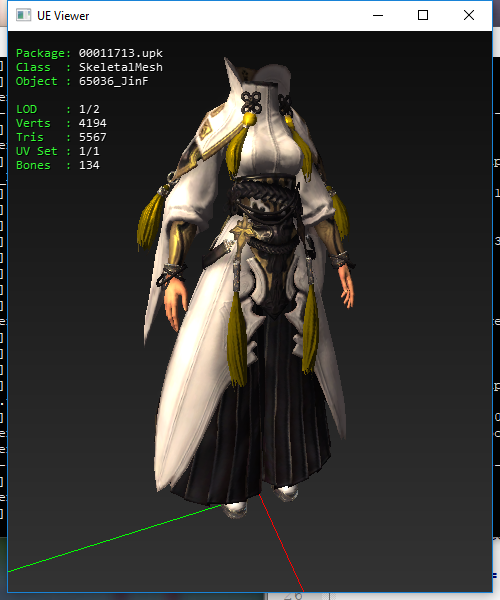 UE Viewer
Package: 00011713.upk
Class : SkeletalMesh
Object : 65036_JinF
LOD : 1/2
Verts : 4194
Tris : 5567
UV Set : 1/1
Bones : 134